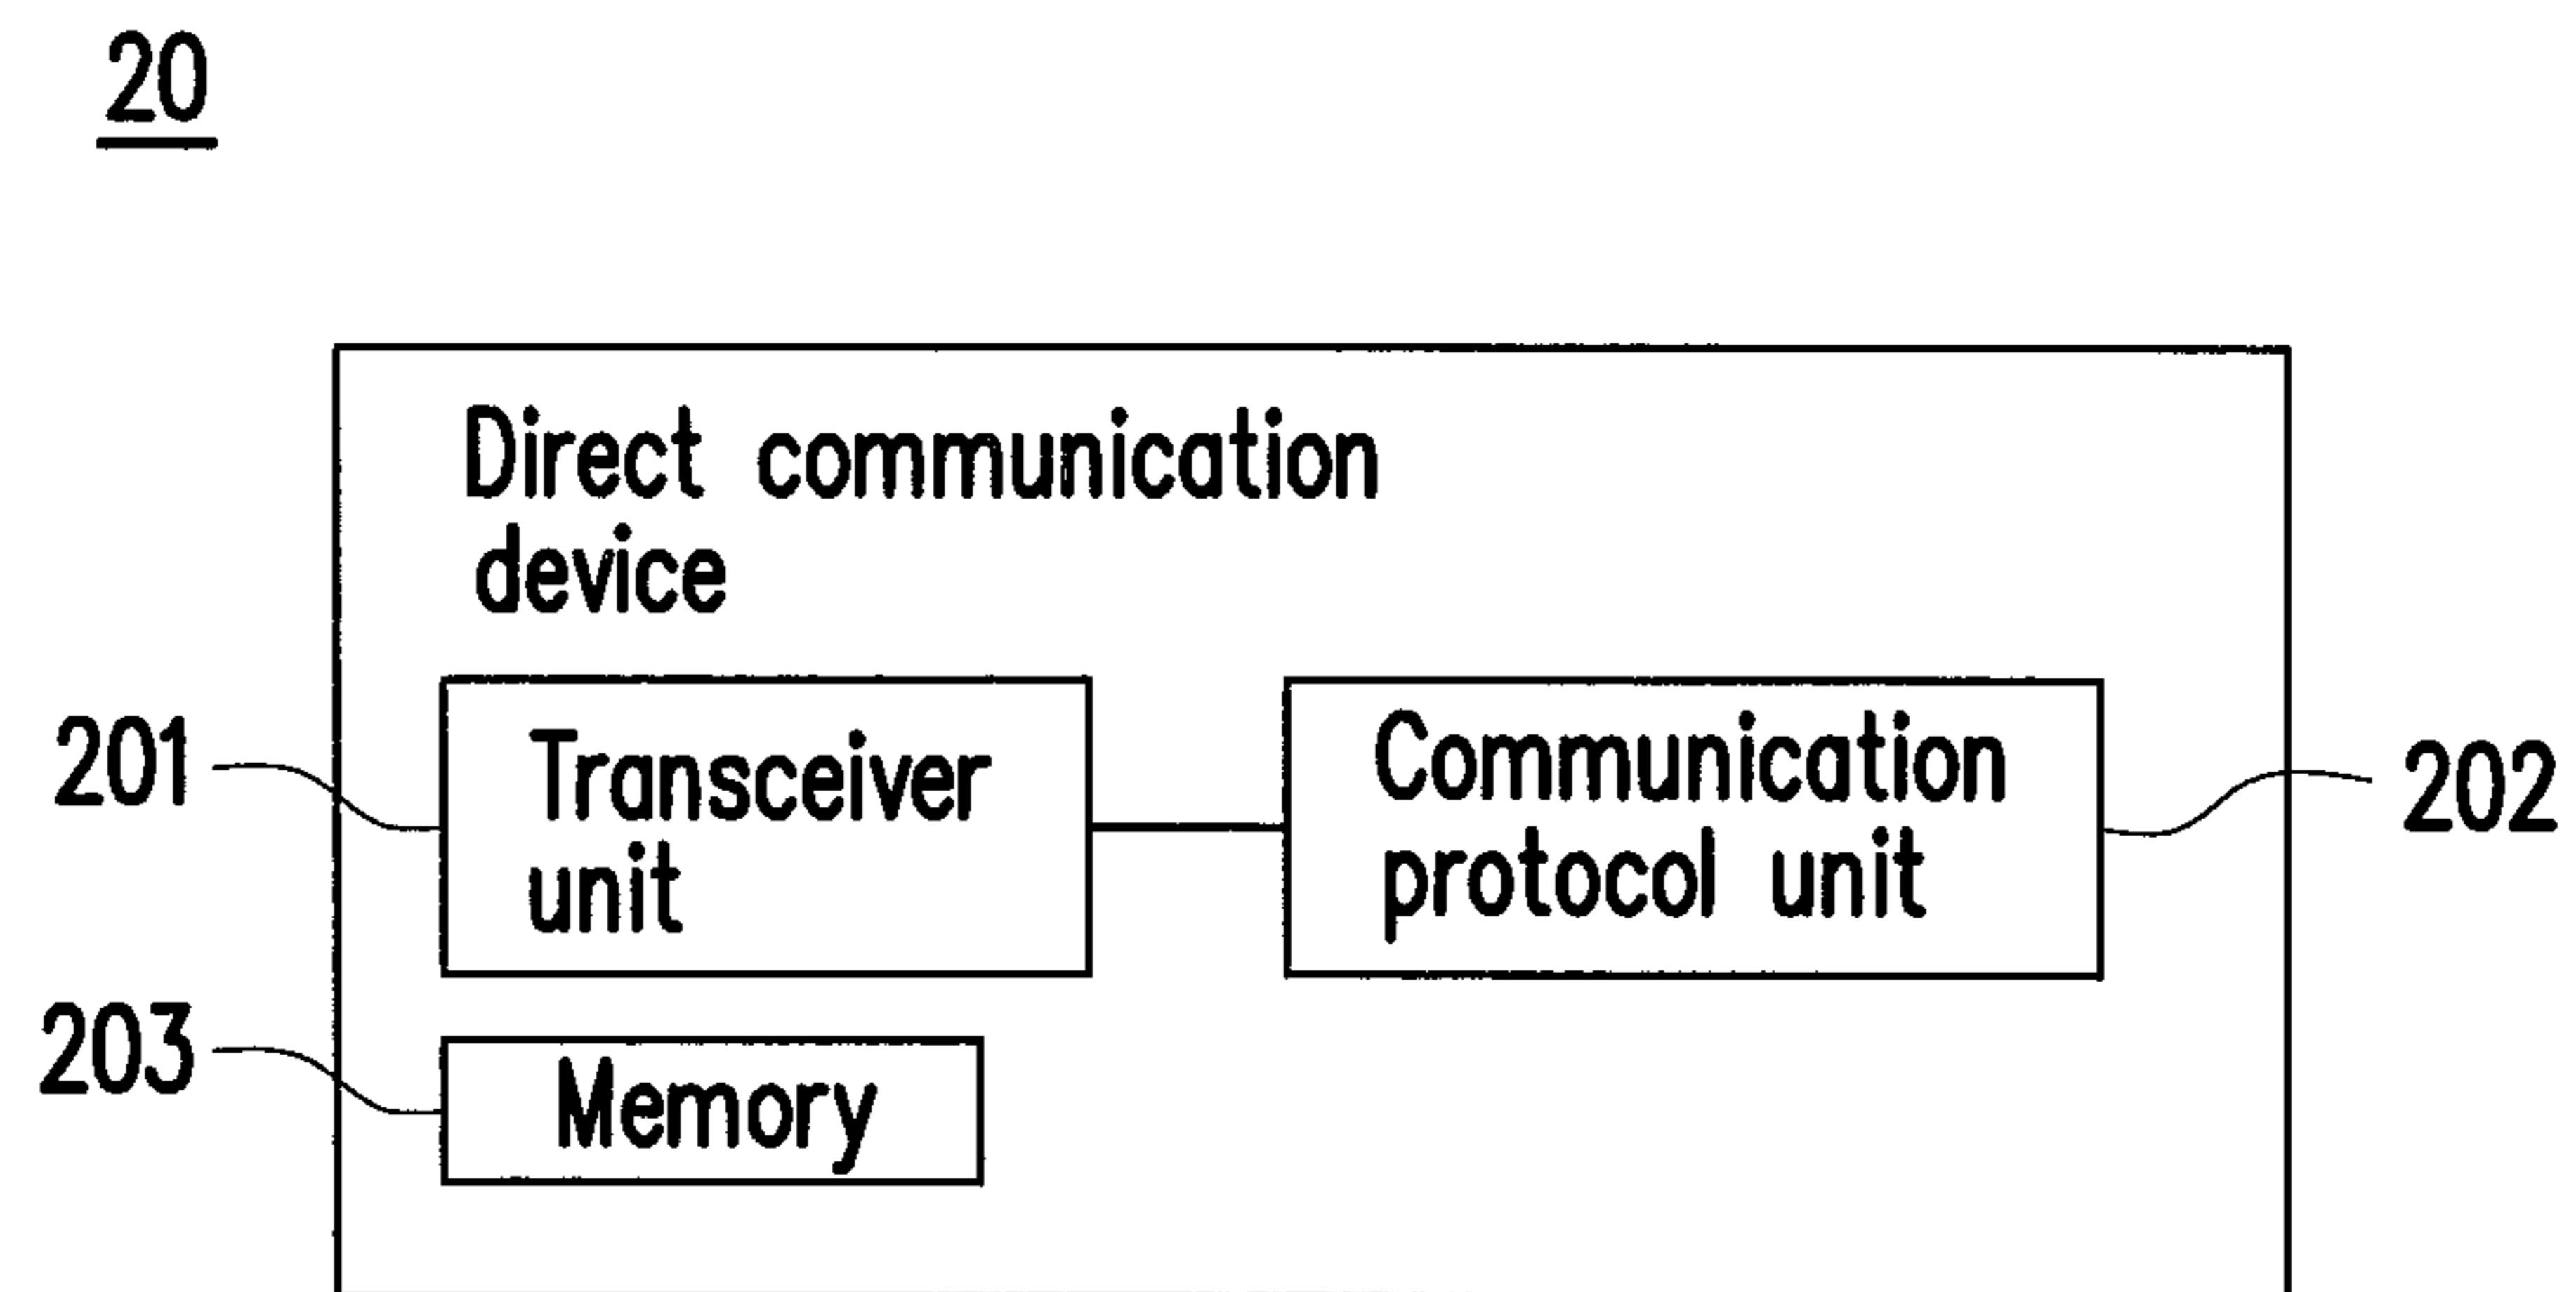 20
Direct communication
device
201
Transceiver
unit
Communication
protocol unit
202
203
Memory